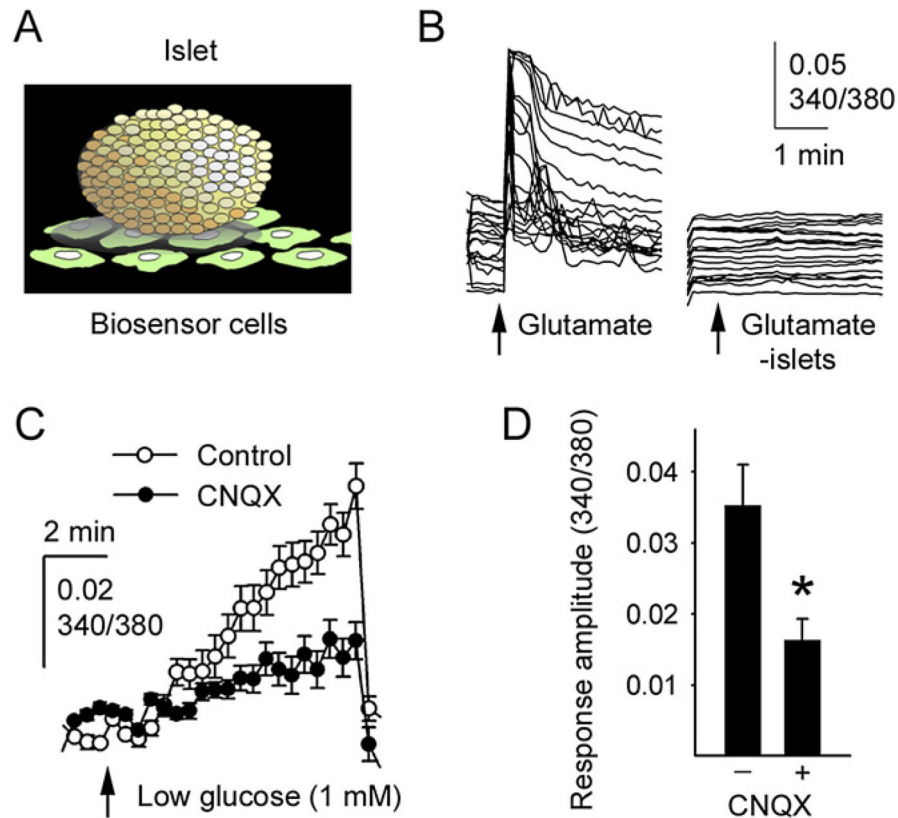 A
Islet
Biosensor cells
B
0.05
340/380
1 min
Glutamate
Glutamate
-islets
C
Control
CNQX
2 min
0.02
340/380
Low glucose (1 mM)
D
Response amplitude (340/380)
0.04
0.03
0.02
0.01
*
− +
CNQX